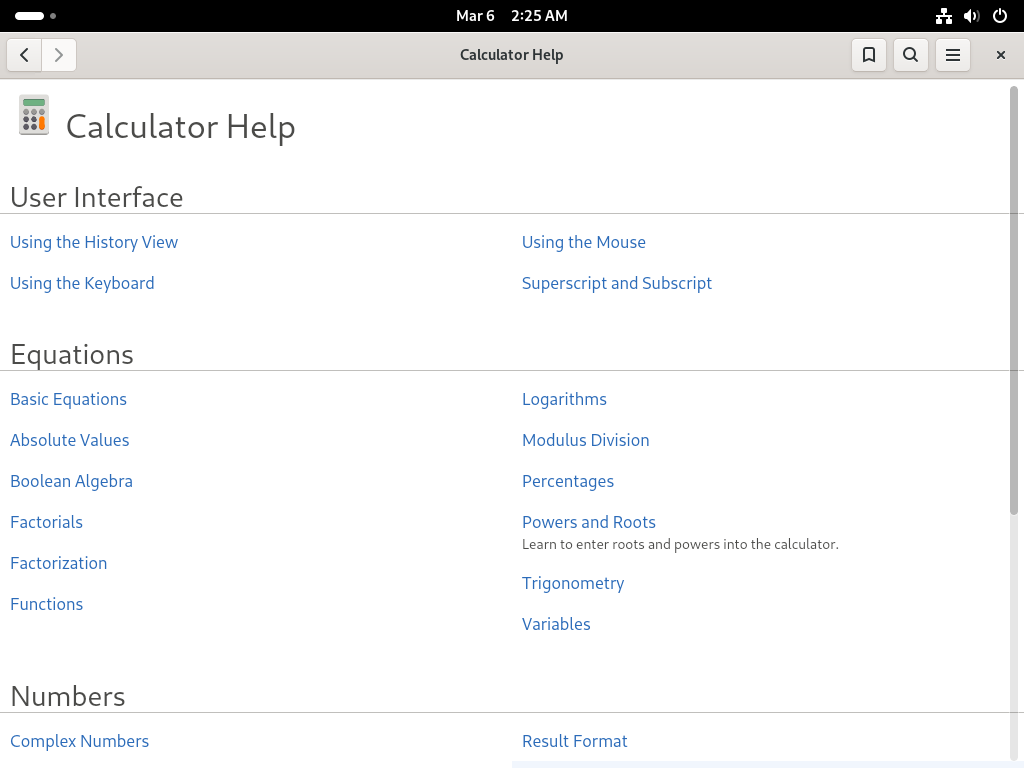 Mar 6 2:25 AM
Calculator Help
Calculator Help
User Interface
Using the History View
Using the Keyboard
Using the Mouse
Superscript and Subscript
Equations
Basic Equations
Absolute Values
Boolean Algebra
Factorials
Factorization
Functions
Logarithms
Modulus Division
Percentages
Powers and Roots
Learn to enter roots and powers into the calculator.
Trigonometry
Variables
Numbers
Complex Numbers
Result Format